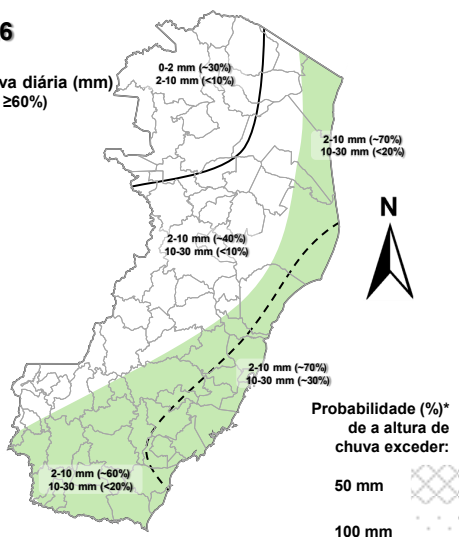 6
va diária (mm)
≥60%)
0-2 mm (~30%)
2-10 mm (<10%)
2-10 mm (~70%)
10-30 mm (<20%)
N
2-10 mm (~40%)
10-30 mm (<10%)
2-10 mm (~70%)
10-30 mm (~30%)
Probabilidade (%)*
de a altura de
chuva exceder:
2-10 mm (~60%)
10-30 mm (<20%)
50 mm
100 mm